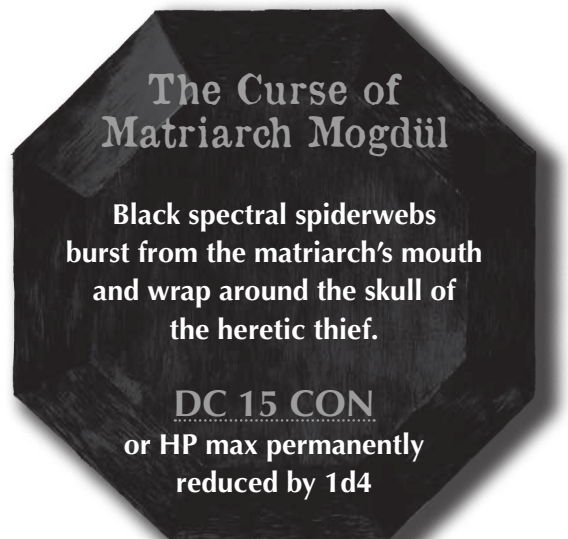 The Curse of
Matriarch Mogdül
Black spectral spiderwebs
burst from the matriarch’s mouth
and wrap around the skull of
the heretic thief.
DC 15 CON
or HP max permanently
reduced by 1d4